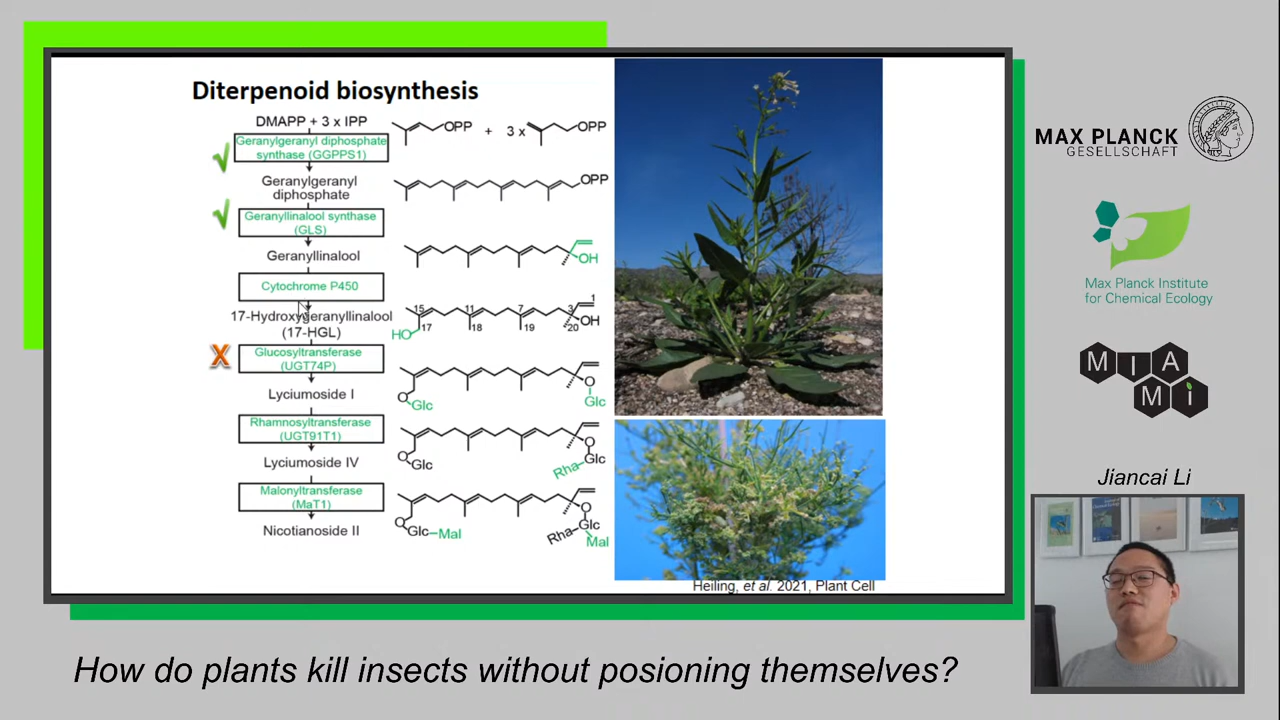 Diterpenoid biosynthesis
DMAPP + 3 x IPP
OPP + 3 x OPP
Geranylgeranyl diphosphate
synthase (GGPPS1)
Geranylgeranyl
diphosphate
OPP
Geranyllinalool synthase
(GLS)
Geranyllinalool
OH
Cytochrome P450
17-Hydroxygeranyllinalool
(17-HGL)
15 11 7 3 1
OH
HO 17 18 19 20
X
Glucosyltransferase
(UGT74P)
Lyciumoside I
O
O Glc Glc
Rhamnosyltransferase
(UGT91T1)
Lyciumoside IV
O
O Glc Rha Glc
Malonyltransferase
(MaT1)
Nicotianoside II
O
O Glc Mal Rha Glc
Mal
Heiling, et al. 2021, Plant Cell
MAX PLANCK
GESELLSCHAFT
Max Planck Institute
for Chemical Ecology
MIAMi
Jiancai Li
How do plants kill insects without posioning themselves?